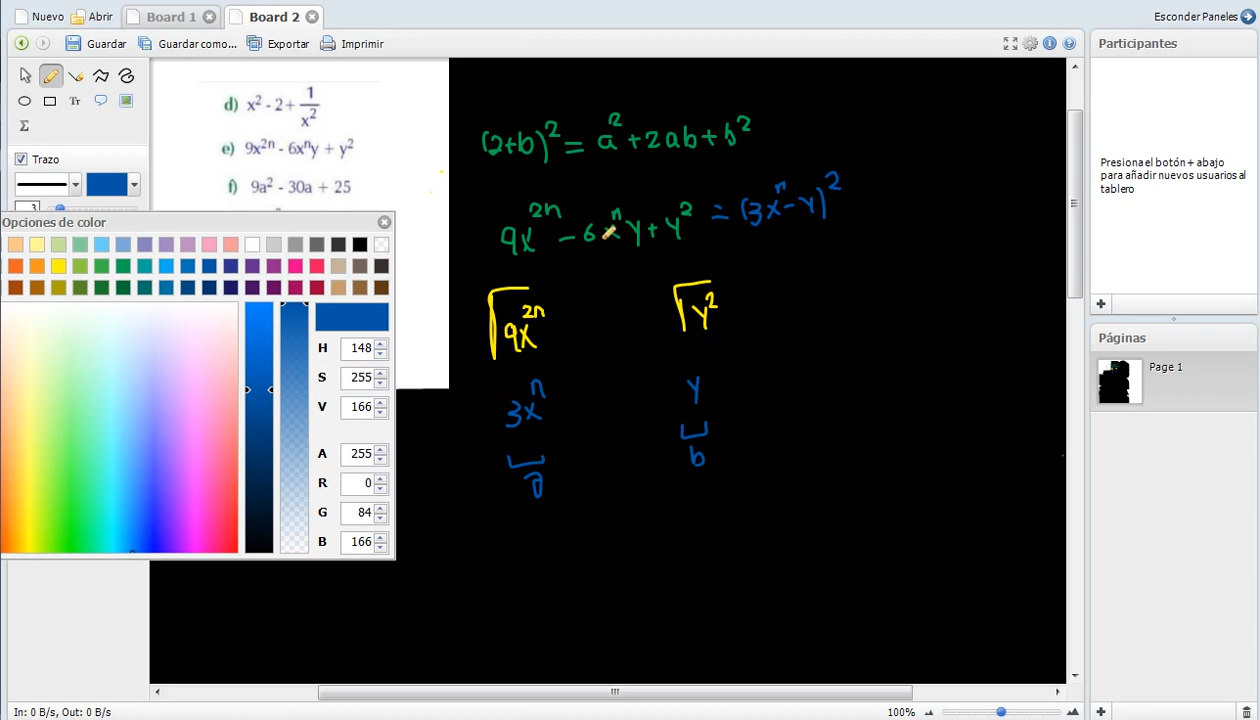 Nuevo Abrir Board 1 Board 2 Esconder Paneles
Guardar Guardar como... Exportar Imprimir
Participantes
Tr
Σ
Trazo
3
d) x² - 2 + 1/x²
e) 9x²ⁿ - 6xⁿy + y²
f) 9a² - 30a + 25
(2+b)² = a² + 2ab + b²
9x²ⁿ - 6xⁿy + y² = (3xⁿ - y)²
√9x²ⁿ √y²
3xⁿ y
a b
Opciones de color
H 148
S 255
V 166
A 255
R 0
G 84
B 166
Presiona el botón + abajo
para añadir nuevos usuarios al
tablero
Páginas
Page 1
In: 0 B/s, Out: 0 B/s
100%